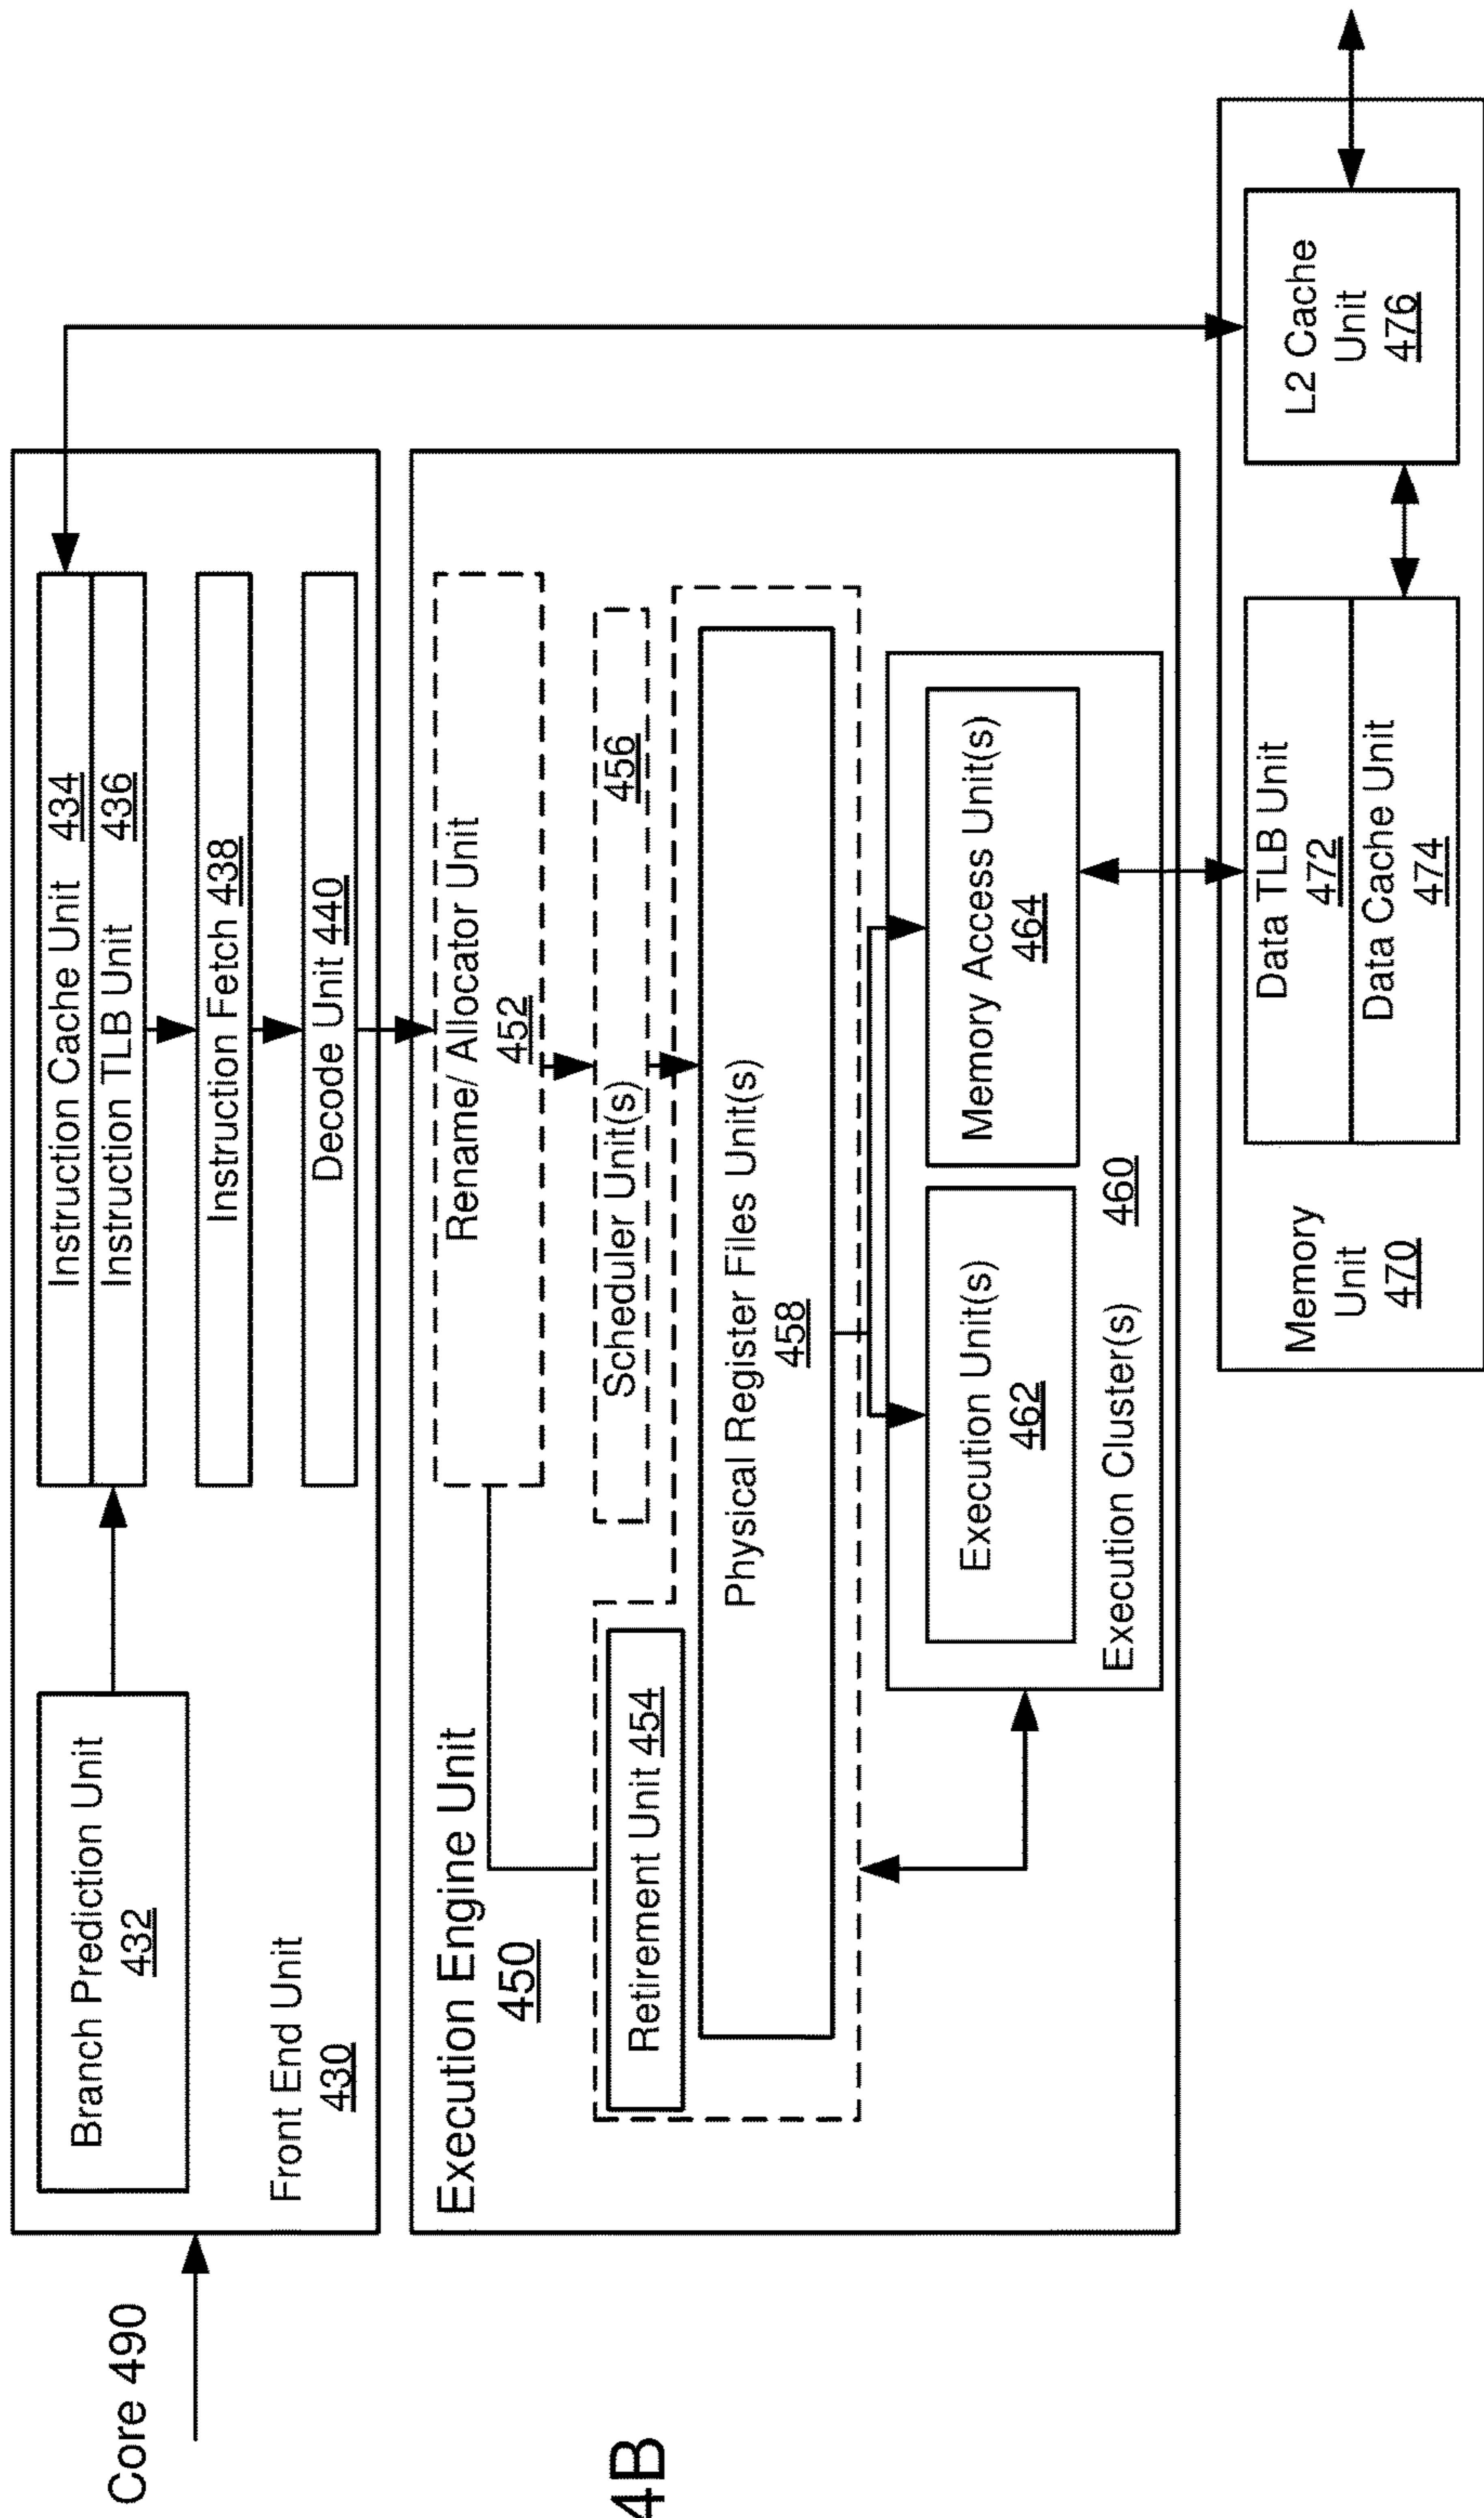 Core 490
Branch Prediction Unit
432
Front End Unit
430
Instruction Cache Unit 434
Instruction TLB Unit 436
Instruction Fetch 438
Decode Unit 440
Execution Engine Unit
450
Rename/ Allocator Unit
452
Scheduler Unit(s) 456
Retirement Unit 454
Physical Register Files Unit(s)
458
Execution Unit(s)
462
Memory Access Unit(s)
464
Execution Cluster(s) 460
Memory
Unit
470
Data TLB Unit
472
Data Cache Unit
474
L2 Cache
Unit
476
4B